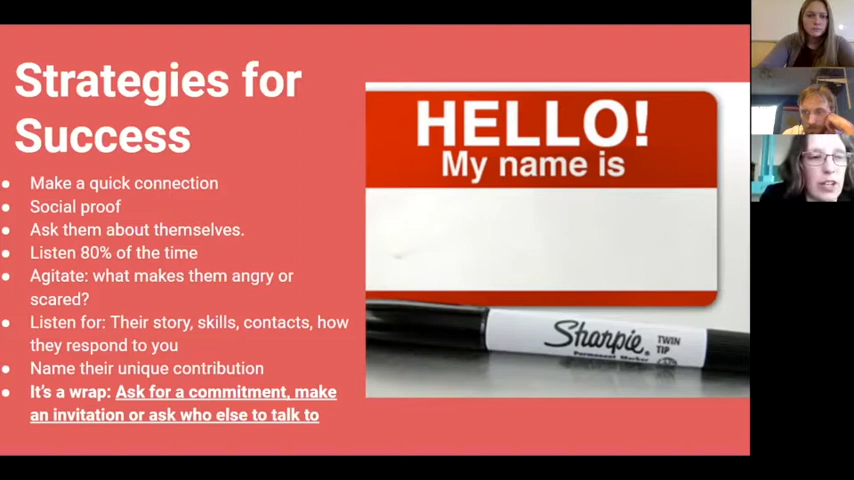 Strategies for
Success
● Make a quick connection
● Social proof
● Ask them about themselves.
● Listen 80% of the time
● Agitate: what makes them angry or
scared?
● Listen for: Their story, skills, contacts, how
they respond to you
● Name their unique contribution
● It's a wrap: Ask for a commitment, make
an invitation or ask who else to talk to
HELLO!
My name is
Sharpie
TWIN
TIP
Permanent Marker